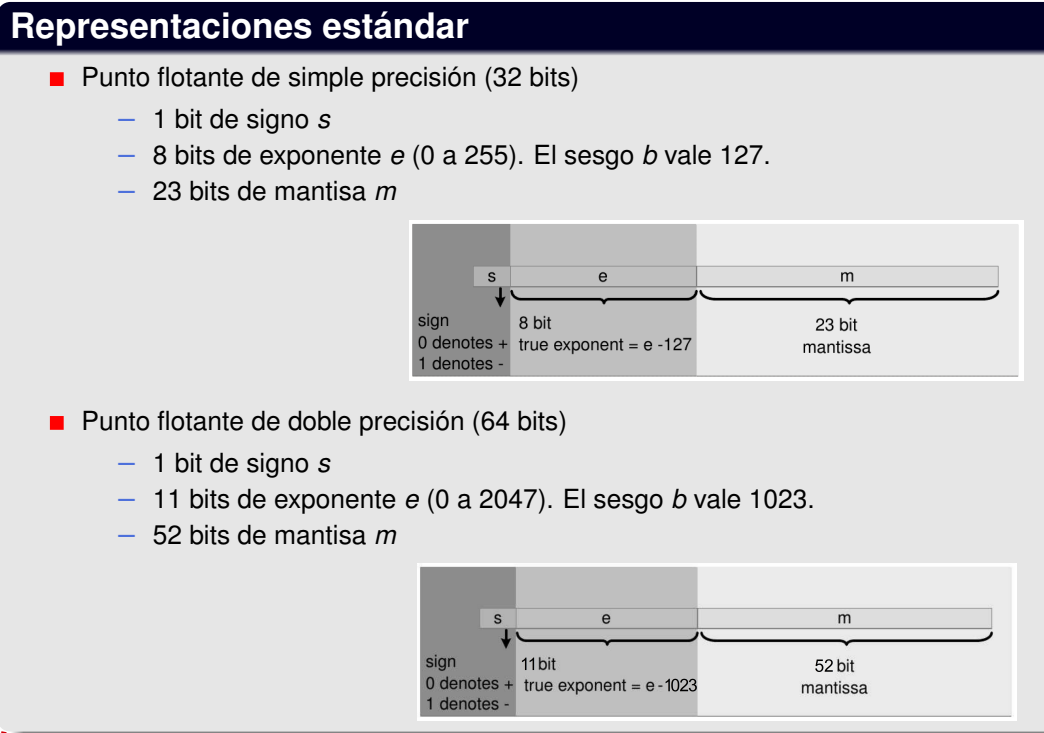 Representaciones estándar
Punto flotante de simple precisión (32 bits)
— 1 bit de signo s
— 8 bits de exponente e (0 a 255). El sesgo b vale 127.
— 23 bits de mantisa m
s e m
sign
0 denotes +
1 denotes -
8 bit
true exponent = e -127
23 bit
mantissa
Punto flotante de doble precisión (64 bits)
— 1 bit de signo s
— 11 bits de exponente e (0 a 2047). El sesgo b vale 1023.
— 52 bits de mantisa m
s e m
sign
0 denotes +
1 denotes -
11 bit
true exponent = e -1023
52 bit
mantissa